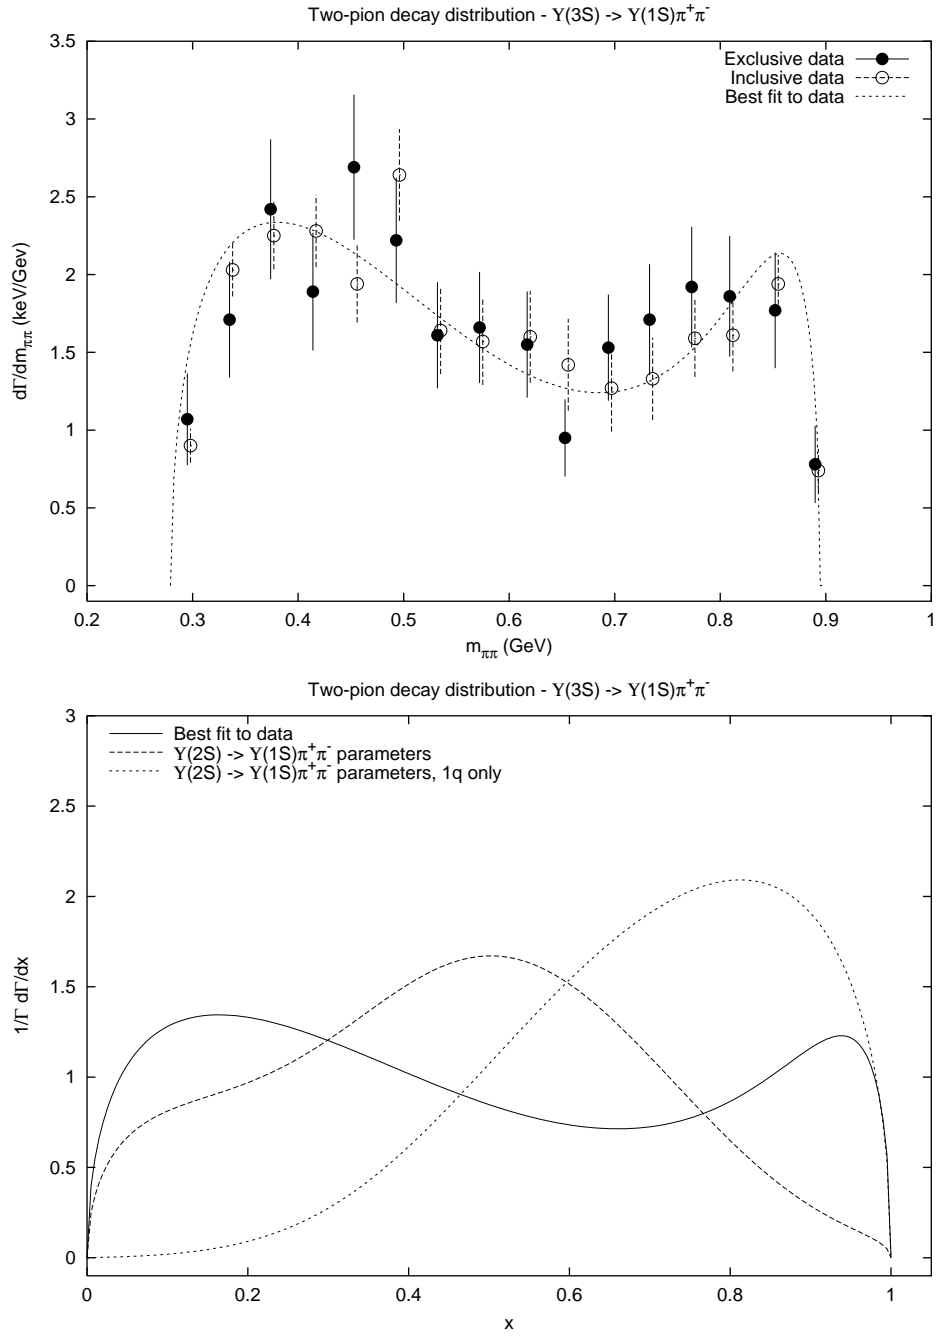 Two-pion decay distribution - ϒ(3S) -> ϒ(1S)π⁺π⁻
3.5
3
2.5
2
1.5
1
0.5
0
dΓ/dm_ππ (keV/Gev)
Exclusive data
Inclusive data
Best fit to data
0.2 0.3 0.4 0.5 0.6 0.7 0.8 0.9 1
m_ππ (GeV)
Two-pion decay distribution - ϒ(3S) -> ϒ(1S)π⁺π⁻
3
2.5
2
1.5
1
0.5
0
1/Γ dΓ/dx
Best fit to data
ϒ(2S) -> ϒ(1S)π⁺π⁻ parameters
ϒ(2S) -> ϒ(1S)π⁺π⁻ parameters, 1q only
0 0.2 0.4 0.6 0.8 1
x